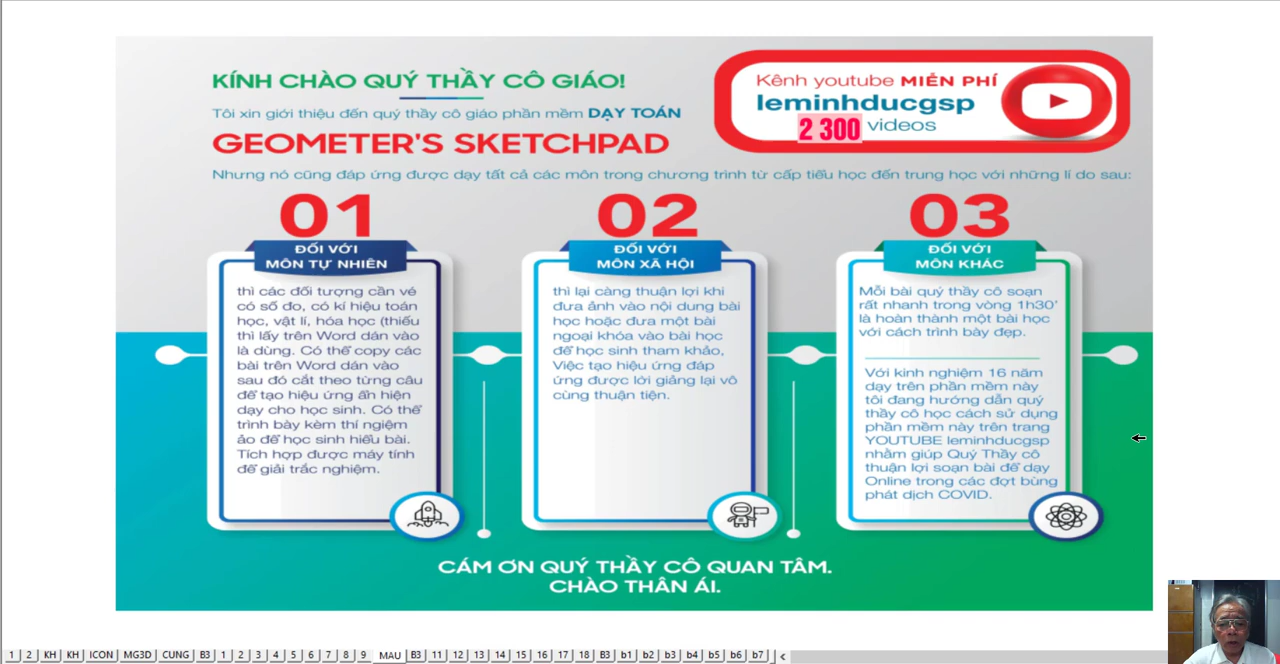 KÍNH CHÀO QUÝ THẦY CÔ GIÁO!
Tôi xin giới thiệu đến quý thầy cô giáo phần mềm DẠY TOÁN
GEOMETER'S SKETCHPAD
Kênh youtube MIỄN PHÍ
leminhducgsp
2 300 videos
Nhưng nó cũng đáp ứng được dạy tất cả các môn trong chương trình từ cấp tiểu học đến trung học với những lí do sau:
01
ĐỐI VỚI
MÔN TỰ NHIÊN
thì các đối tượng cần vẽ
có số đo, có kí hiệu toán
học, vật lí, hóa học (thiếu
thì lấy trên Word dán vào
là dùng. Có thể copy các
bài trên Word dán vào
sau đó cắt theo từng câu
để tạo hiệu ứng ẩn hiện
dạy cho học sinh. Có thể
trình bày kèm thí ngiệm
ảo để học sinh hiểu bài.
Tích hợp được máy tính
để giải trắc nghiệm.
02
ĐỐI VỚI
MÔN XÃ HỘI
thì lại càng thuận lợi khi
đưa ảnh vào nội dung bài
học hoặc đưa một bài
ngoại khóa vào bài học
để học sinh tham khảo,
Việc tạo hiệu ứng đáp
ứng được lời giảng lại vô
cùng thuận tiện.
03
ĐỐI VỚI
MÔN KHÁC
Mỗi bài quý thầy cô soạn
rất nhanh trong vòng 1h30'
là hoàn thành một bài học
với cách trình bày đẹp.
Với kinh nghiệm 16 năm
dạy trên phần mềm này
tôi đang hướng dẫn quý
thầy cô học cách sử dụng
phần mềm này trên trang
YOUTUBE leminhducgsp
nhằm giúp Quý Thầy cô
thuận lợi soạn bài để dạy
Online trong các đợt bùng
phát dịch COVID.
CÁM ƠN QUÝ THẦY CÔ QUAN TÂM.
CHÀO THÂN ÁI.
1 2 KH KH ICON MG3D CUNG B3 1 2 3 4 5 6 7 8 9 MAU B3 11 12 13 14 15 16 17 18 B3 b1 b2 b3 b4 b5 b6 b7